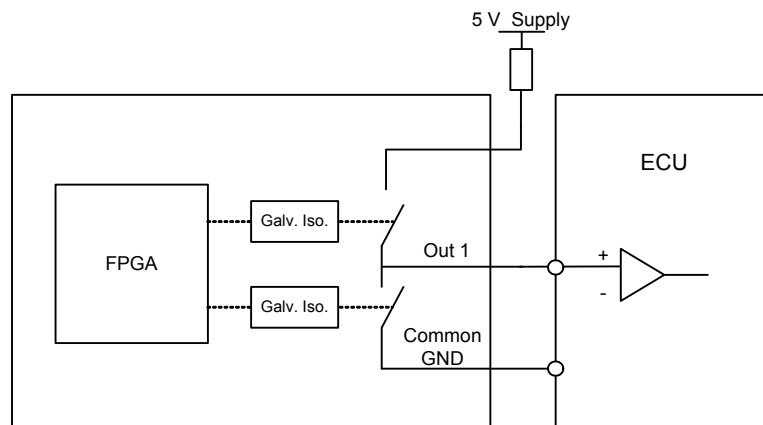 5 V Supply
ECU
Galv. Iso.
FPGA
Out 1
+
-
Galv. Iso.
Common
GND